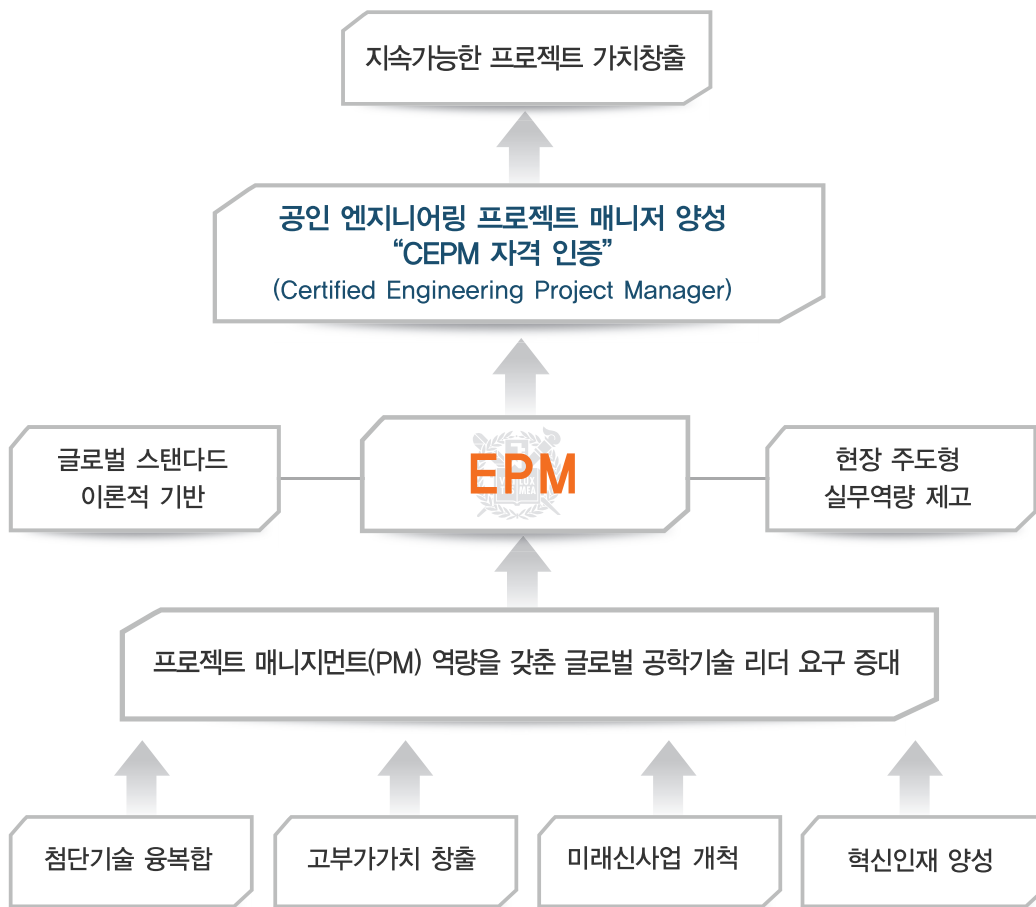 지속가능한 프로젝트 가치창출
공인 엔지니어링 프로젝트 매니저 양성
“CEPM 자격 인증”
(Certified Engineering Project Manager)
글로벌 스탠다드
이론적 기반
EPM
VERI LUX
TAS MEA
현장 주도형
실무역량 제고
프로젝트 매니지먼트(PM) 역량을 갖춘 글로벌 공학기술 리더 요구 증대
첨단기술 융복합
고부가가치 창출
미래신사업 개척
혁신인재 양성